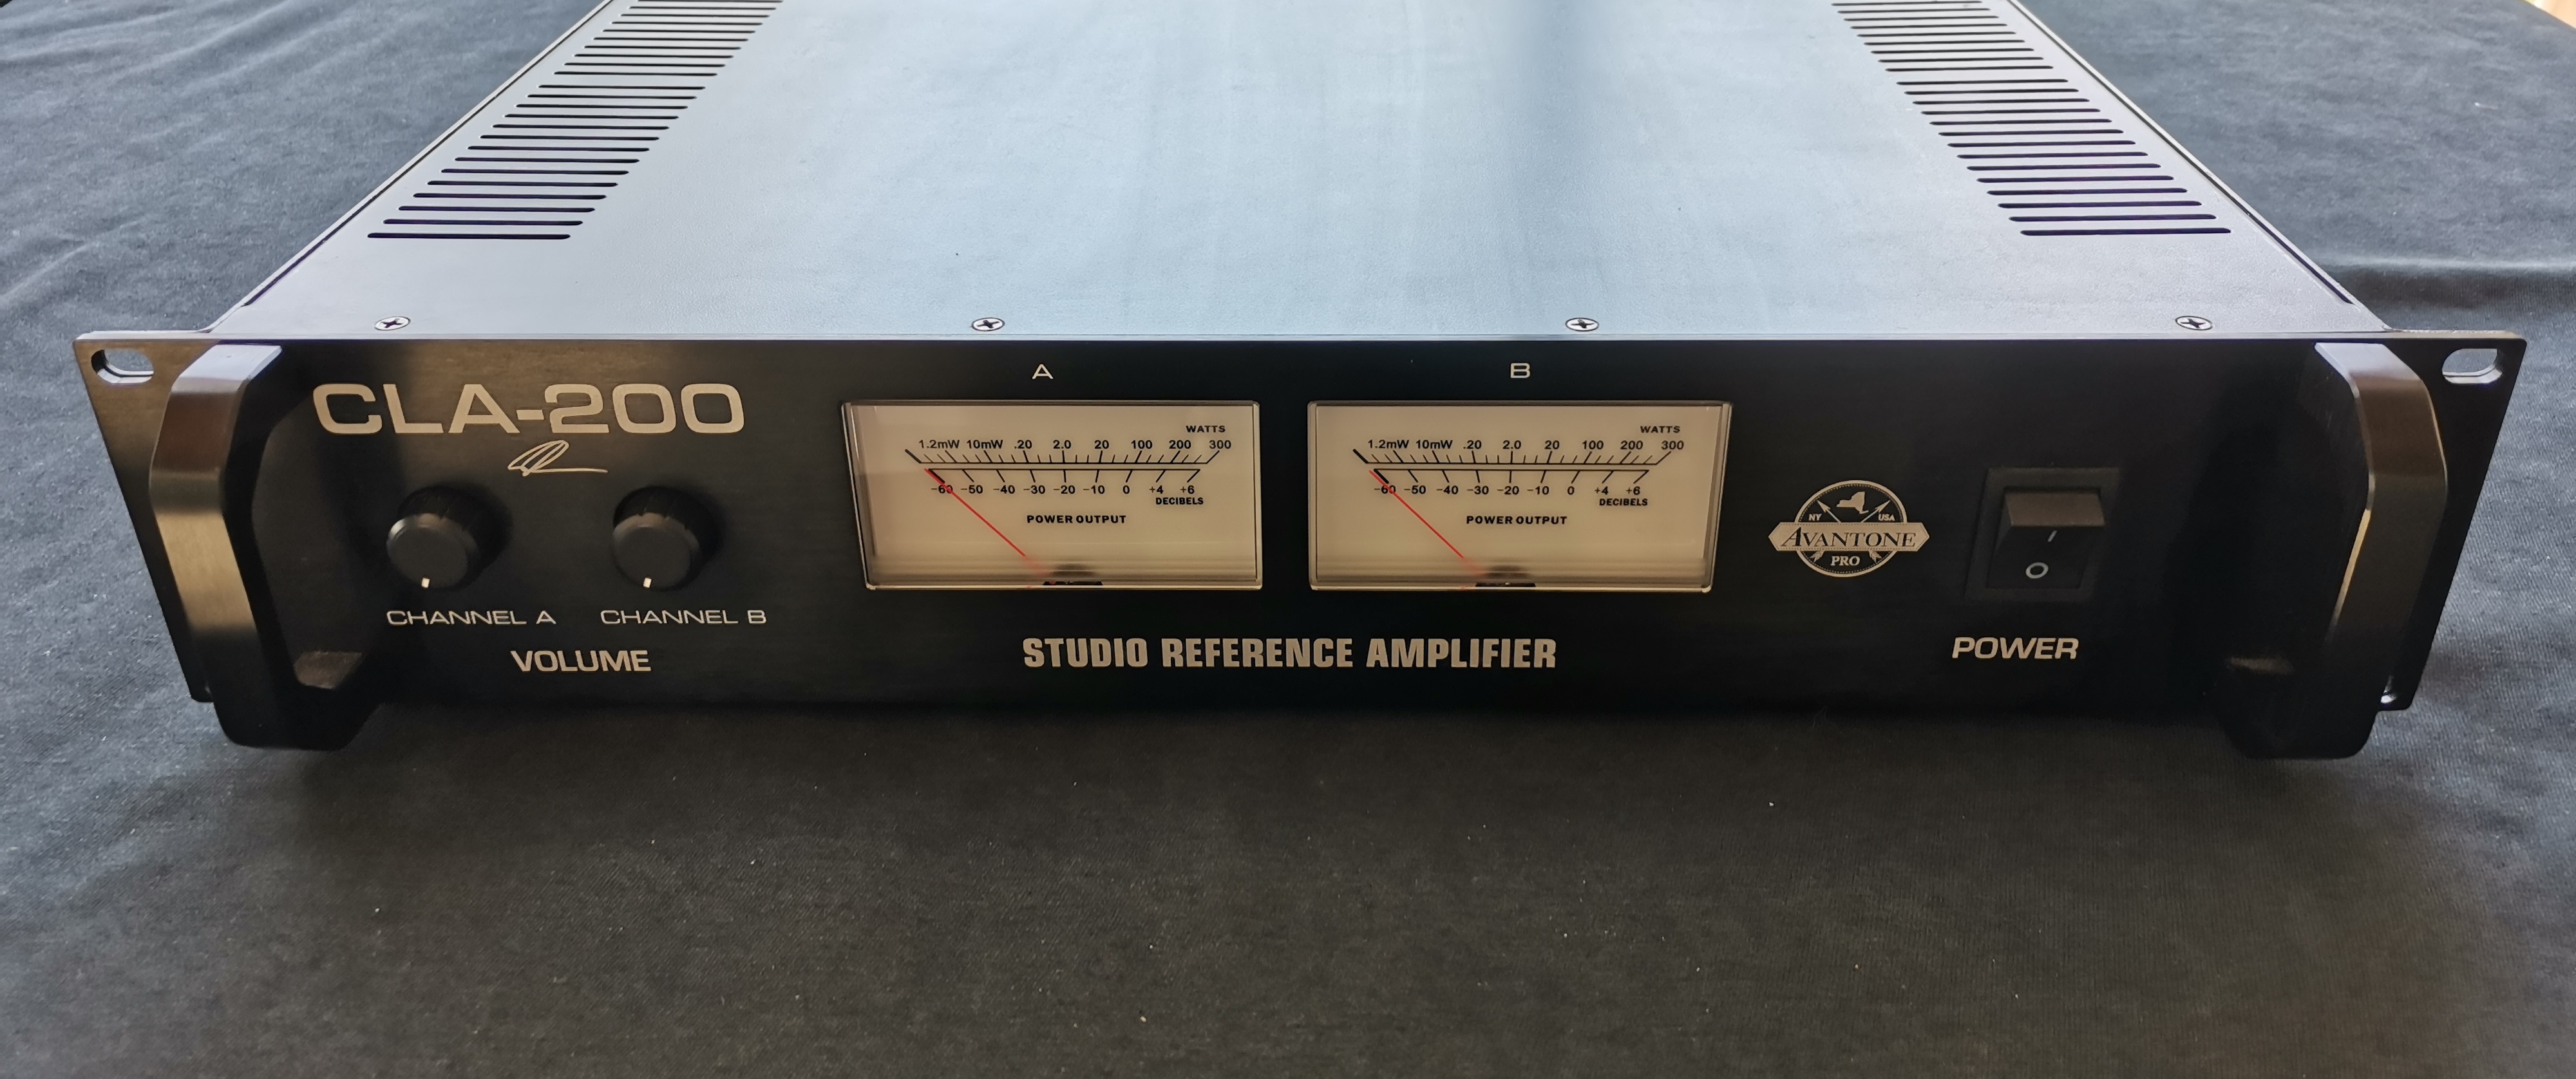 CLA-200
CHANNEL A
CHANNEL B
VOLUME
A
WATTS
1.2mW 10mW .20 2.0 20 100 200 300
-60 -50 -40 -30 -20 -10 0 +4 +6
DECIBELS
POWER OUTPUT
B
WATTS
1.2mW 10mW .20 2.0 20 100 200 300
-60 -50 -40 -30 -20 -10 0 +4 +6
DECIBELS
POWER OUTPUT
STUDIO REFERENCE AMPLIFIER
NY USA
AVANTONE
PRO
POWER